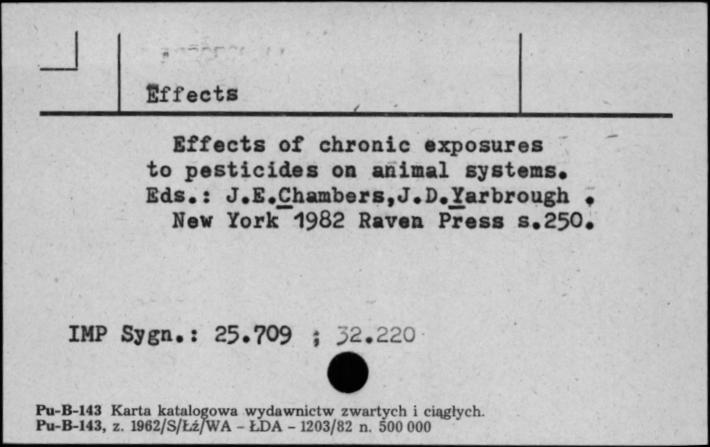 Effects
Effects of chronic exposures
to pesticides on animal systems.
Eds.: J.E.Chambers,J.D.Yarbrough .
New York 1982 Raven Press s.250.
IMP Sygn.: 25.709 ; 32.220
Pu-B-143 Karta katalogowa wydawnictw zwartych i ciągłych.
Pu-B-143, z. 1962/S/Łź/WA - ŁDA - 1203/82 n. 500 000